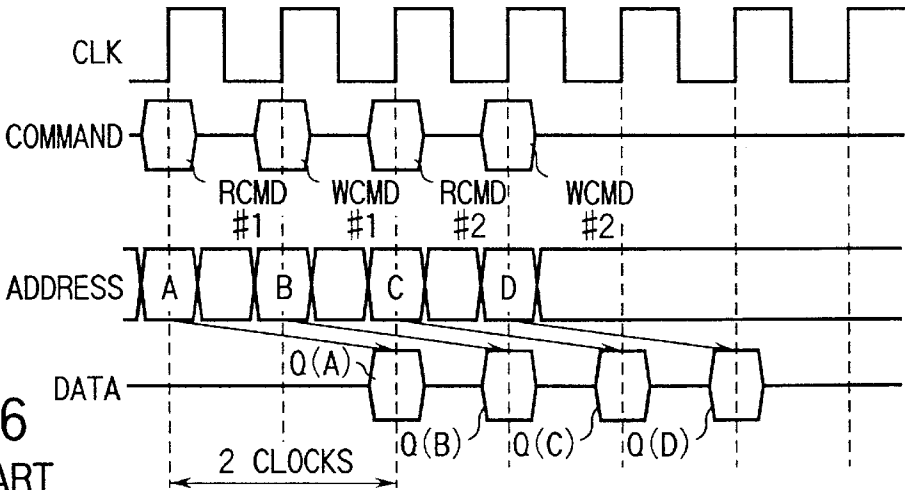 CLK
COMMAND
RCMD WCMD RCMD WCMD
#1 #1 #2 #2
ADDRESS A B C D
Q(A)
DATA
6
Q(B) Q(C) Q(D)
2 CLOCKS
ART